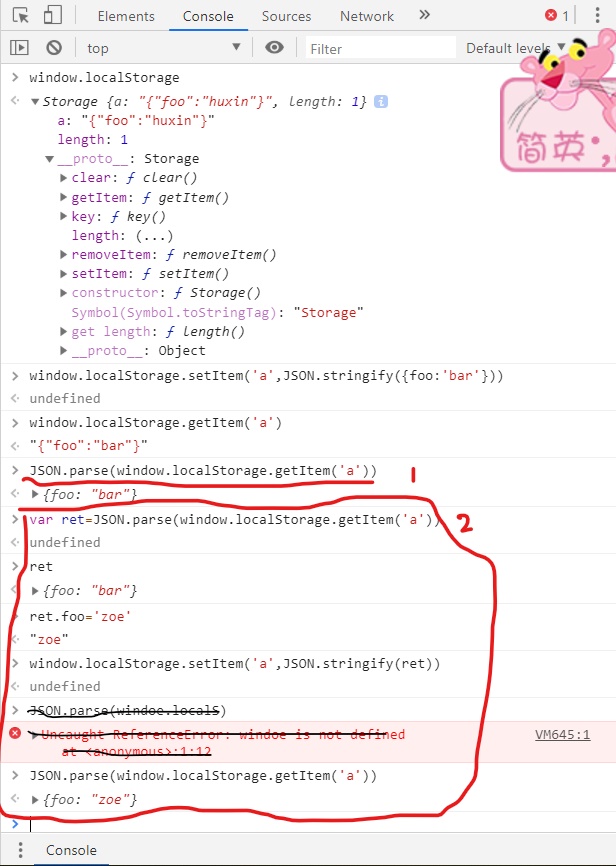 Elements Console Sources Network » 1
top Filter Default levels
> window.localStorage
Storage {a: "{"foo":"huxin"}", length: 1} i
a: "{"foo":"huxin"}"
length: 1
__proto__: Storage
clear: ƒ clear()
getItem: ƒ getItem()
key: ƒ key()
length: (...)
removeItem: ƒ removeItem()
setItem: ƒ setItem()
constructor: ƒ Storage()
Symbol(Symbol.toStringTag): "Storage"
get length: ƒ length()
__proto__: Object
> window.localStorage.setItem('a',JSON.stringify({foo:'bar'}))
undefined
> window.localStorage.getItem('a')
"{"foo":"bar"}"
> JSON.parse(window.localStorage.getItem('a')) 1
{foo: "bar"}
> var ret=JSON.parse(window.localStorage.getItem('a')) 2
undefined
> ret
{foo: "bar"}
> ret.foo='zoe'
"zoe"
> window.localStorage.setItem('a',JSON.stringify(ret))
undefined
> JSON.parse(windoe.localS)
Uncaught ReferenceError: windoe is not defined VM645:1
at <anonymous>:1:12
> JSON.parse(window.localStorage.getItem('a'))
{foo: "zoe"}
>
Console
简英